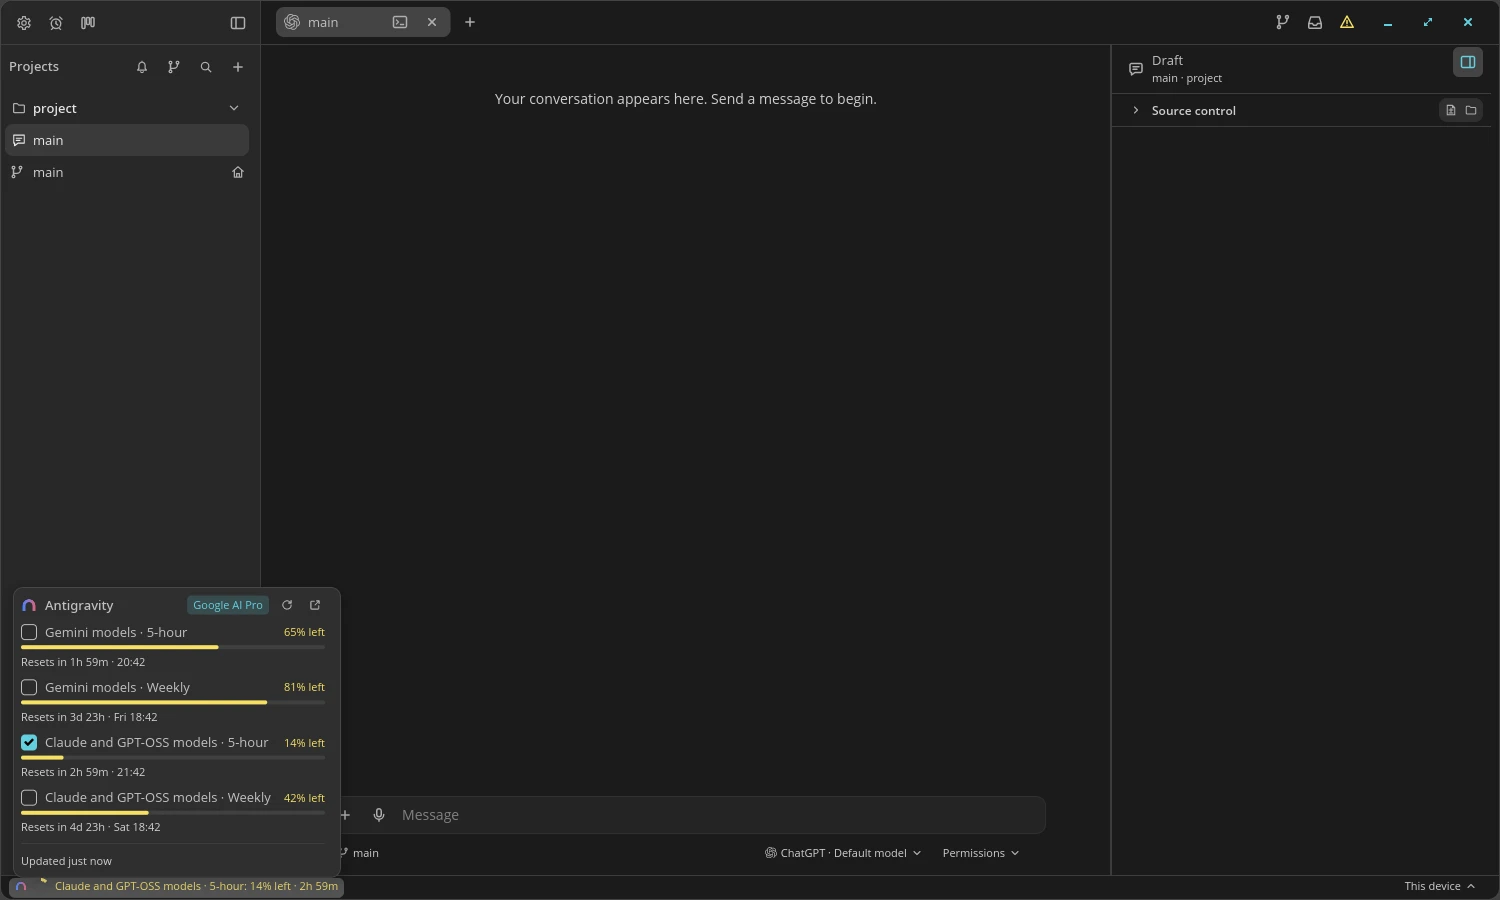 main
Projects
project
main
main
Your conversation appears here. Send a message to begin.
Draft
main · project
Source control
Antigravity
Google AI Pro
Gemini models · 5-hour
65% left
Resets in 1h 59m · 20:42
Gemini models · Weekly
81% left
Resets in 3d 23h · Fri 18:42
Claude and GPT-OSS models · 5-hour
14% left
Resets in 2h 59m · 21:42
Claude and GPT-OSS models · Weekly
42% left
Resets in 4d 23h · Sat 18:42
Updated just now
Message
main
ChatGPT · Default model
Permissions
Claude and GPT-OSS models · 5-hour: 14% left · 2h 59m
This device